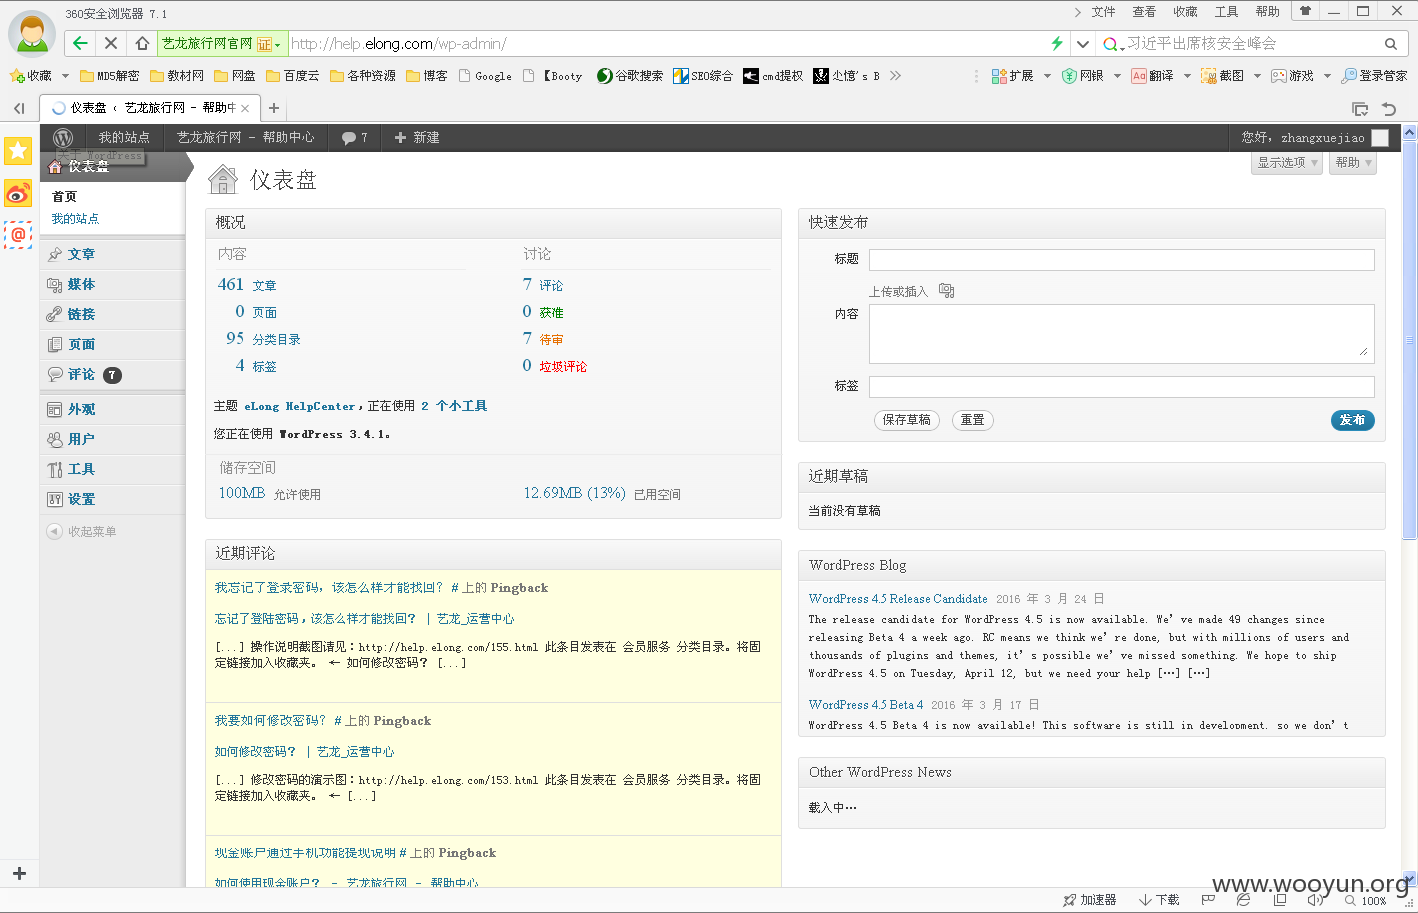 360安全浏览器 7.1
文件 查看 收藏 工具 帮助
艺龙旅行网官网 证 http://help.elong.com/wp-admin/
习近平出席核安全峰会
收藏 MD5解密 教材网 网盘 百度云 各种资源 博客 Google 【Booty 谷歌搜索 SEO综合 cmd提权 尘憶's B
扩展 网银 Aa 翻译 截图 游戏 登录管家
仪表盘 ‹ 艺龙旅行网 - 帮助中
我的站点 艺龙旅行网 - 帮助中心 7 新建
您好，zhangxuejiao
关于 WordPress
仪表盘
首页
我的站点
文章
媒体
链接
页面
评论 7
外观
用户
工具
设置
收起菜单
显示选项 帮助
仪表盘
概况
内容 讨论
461 文章 7 评论
0 页面 0 获准
95 分类目录 7 待审
4 标签 0 垃圾评论
主题 eLong HelpCenter，正在使用 2 个小工具
您正在使用 WordPress 3.4.1。
储存空间
100MB 允许使用 12.69MB (13%) 已用空间
近期评论
我忘记了登录密码，该怎么样才能找回？ # 上的 Pingback
忘记了登陆密码，该怎么样才能找回？ | 艺龙_运营中心
[...] 操作说明截图请见：http://help.elong.com/155.html 此条目发表在 会员服务 分类目录。将固
定链接加入收藏夹。 ← 如何修改密码？ [...]
我要如何修改密码？ # 上的 Pingback
如何修改密码？ | 艺龙_运营中心
[...] 修改密码的演示图：http://help.elong.com/153.html 此条目发表在 会员服务 分类目录。将固
定链接加入收藏夹。 ← [...]
现金账户通过手机功能提现说明 # 上的 Pingback
如何使用现金账户？ - 艺龙旅行网 - 帮助中心
快速发布
标题
上传或插入
内容
标签
保存草稿 重置 发布
近期草稿
当前没有草稿
WordPress Blog
WordPress 4.5 Release Candidate 2016 年 3 月 24 日
The release candidate for WordPress 4.5 is now available. We’ve made 49 changes since
releasing Beta 4 a week ago. RC means we think we’re done, but with millions of users and
thousands of plugins and themes, it’s possible we’ve missed something. We hope to ship
WordPress 4.5 on Tuesday, April 12, but we need your help […] […]
WordPress 4.5 Beta 4 2016 年 3 月 17 日
WordPress 4.5 Beta 4 is now available! This software is still in development, so we don’t
Other WordPress News
载入中…
www.wooyun.org
加速器 下载 100%